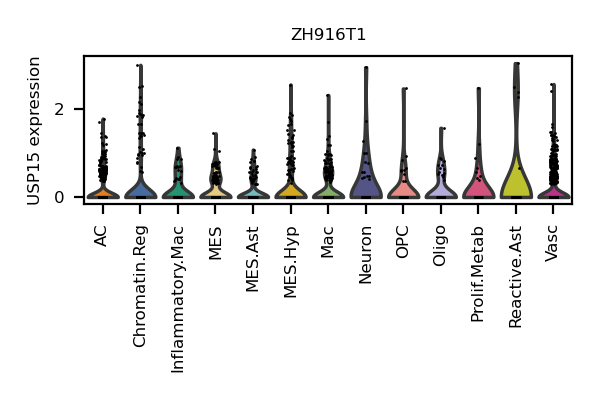 ZH916T1
USP15 expression
2
0
AC
Chromatin.Reg
Inflammatory.Mac
MES
MES.Ast
MES.Hyp
Mac
Neuron
OPC
Oligo
Prolif.Metab
Reactive.Ast
Vasc